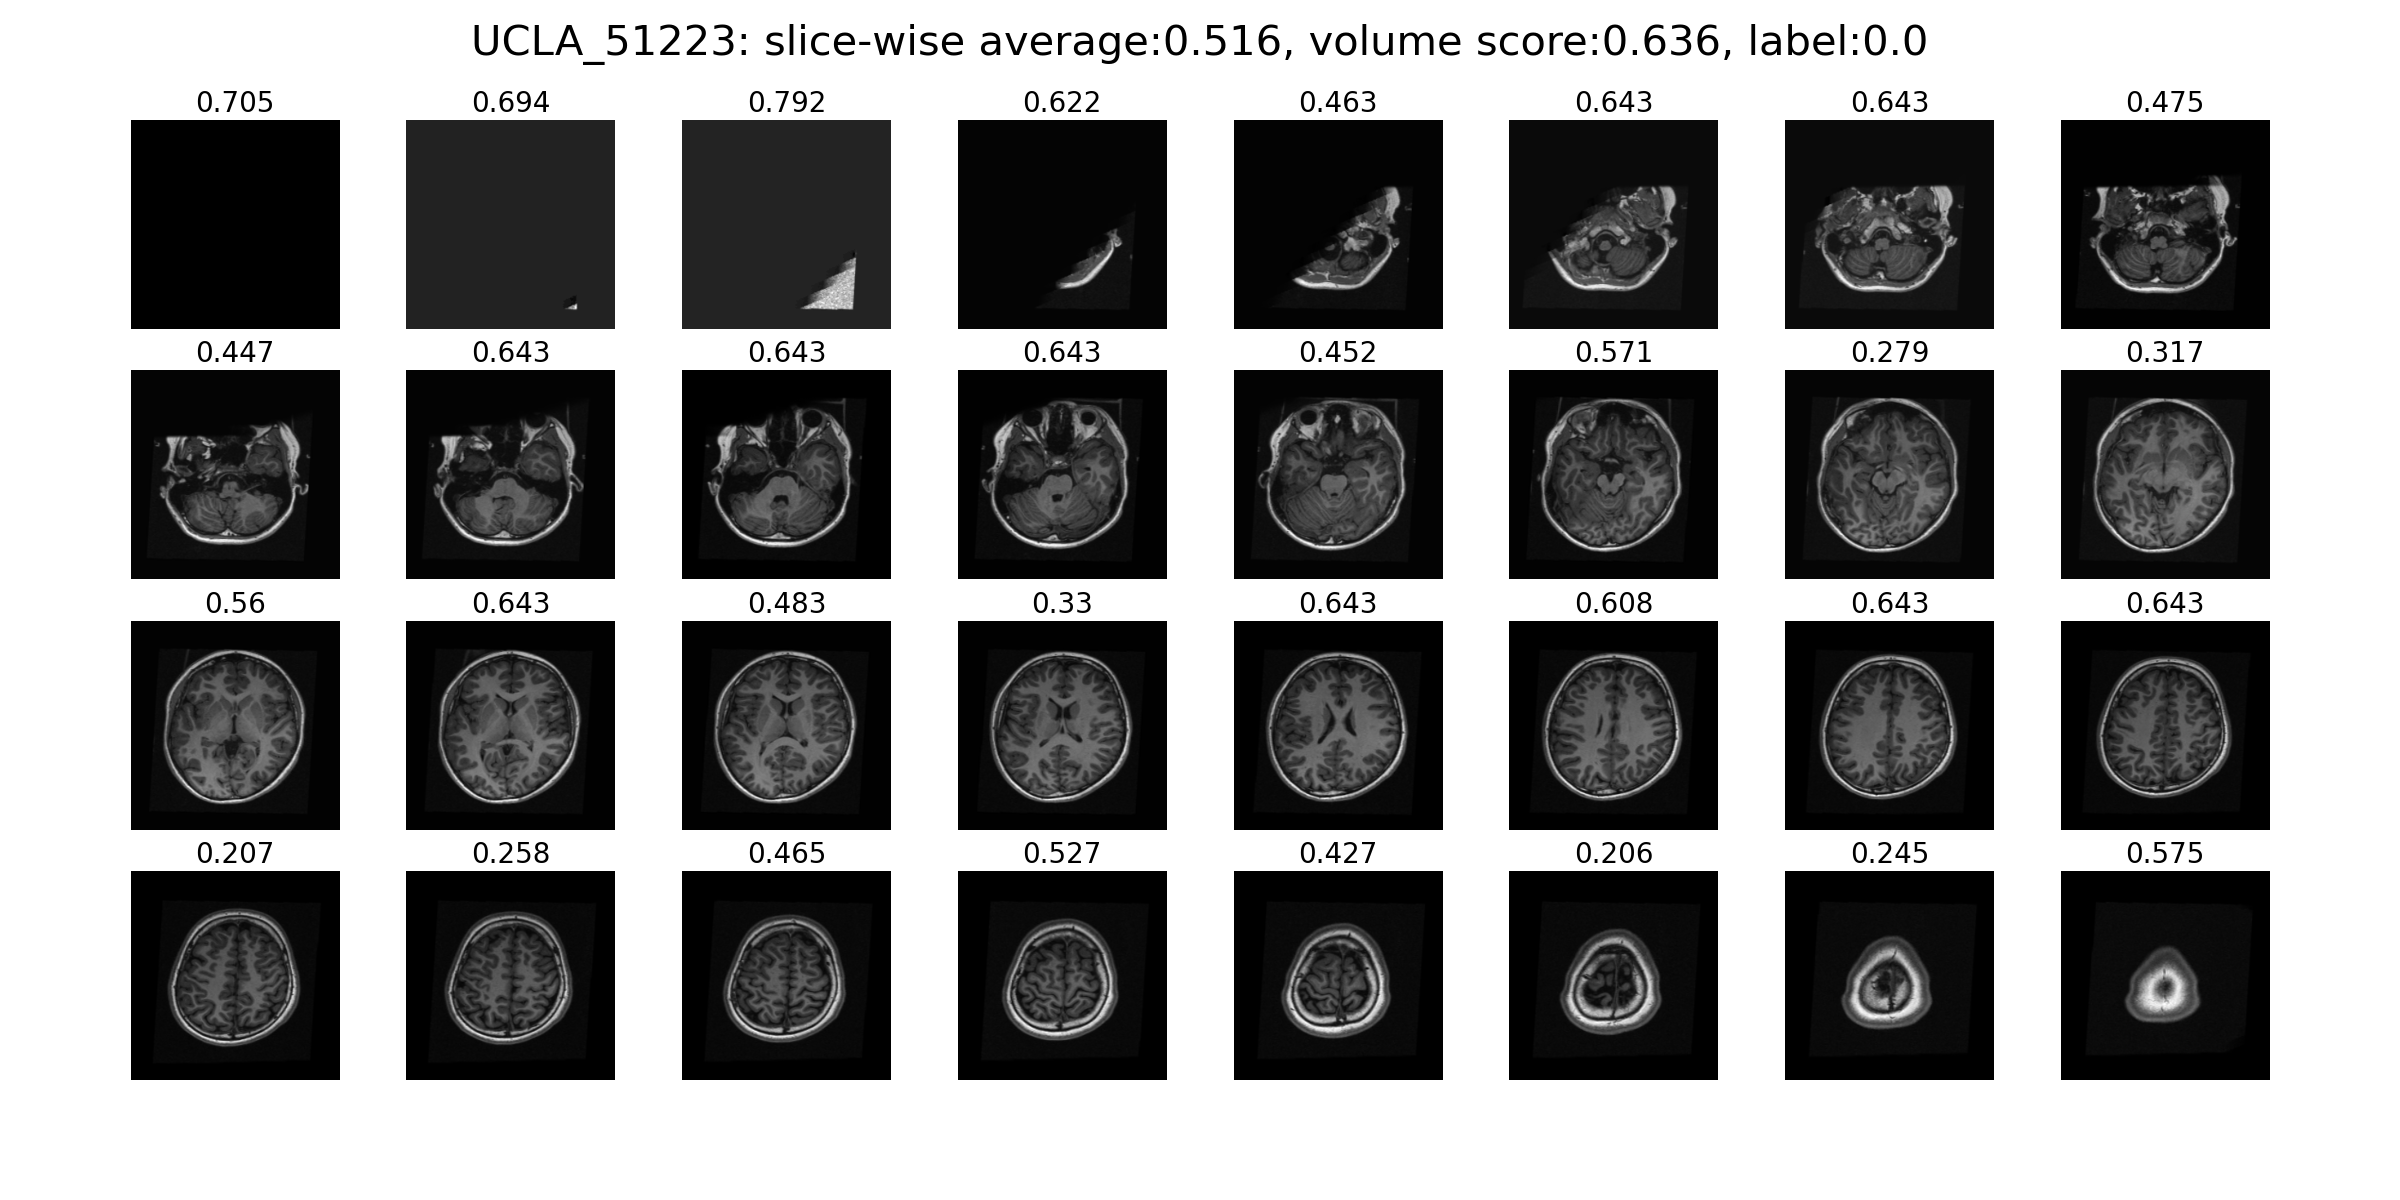 UCLA_51223: slice-wise average:0.516, volume score:0.636, label:0.0
0.705 0.694 0.792 0.622 0.463 0.643 0.643 0.475
0.447 0.643 0.643 0.643 0.452 0.571 0.279 0.317
0.56 0.643 0.483 0.33 0.643 0.608 0.643 0.643
0.207 0.258 0.465 0.527 0.427 0.206 0.245 0.575